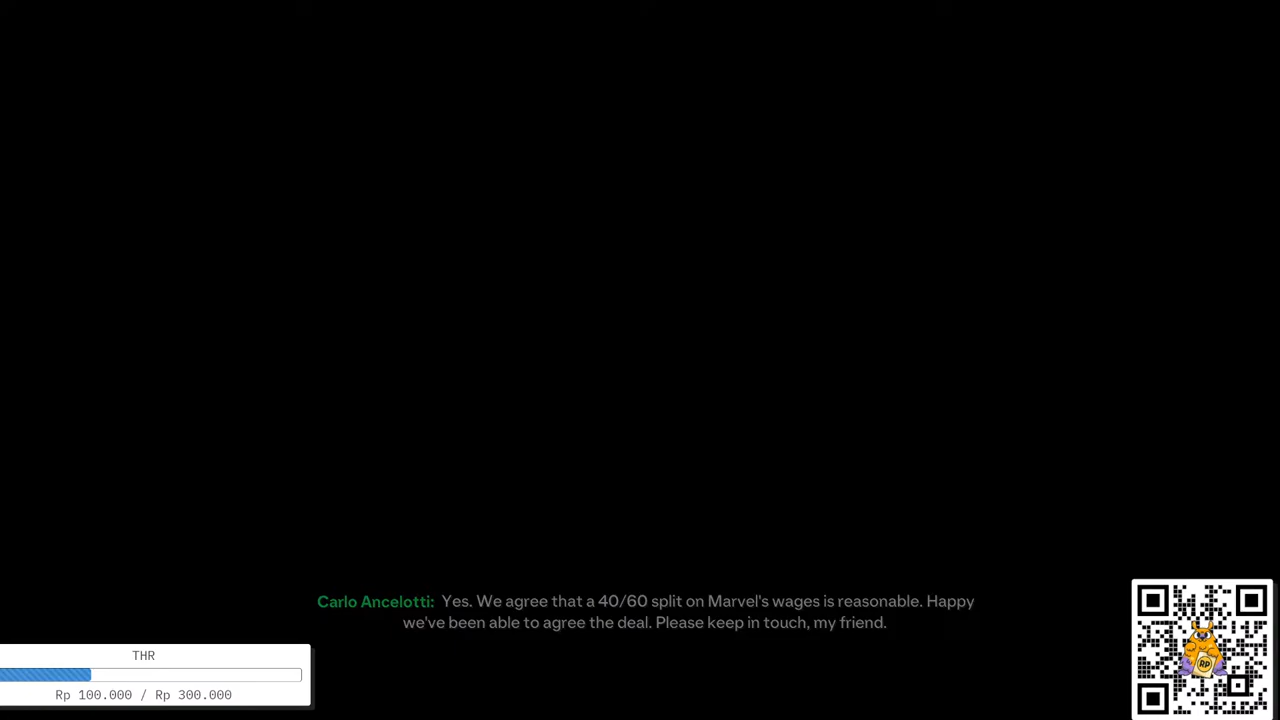 Carlo Ancelotti: Yes. We agree that a 40/60 split on Marvel's wages is reasonable. Happy
we've been able to agree the deal. Please keep in touch, my friend.
THR
Rp 100.000 / Rp 300.000
RP